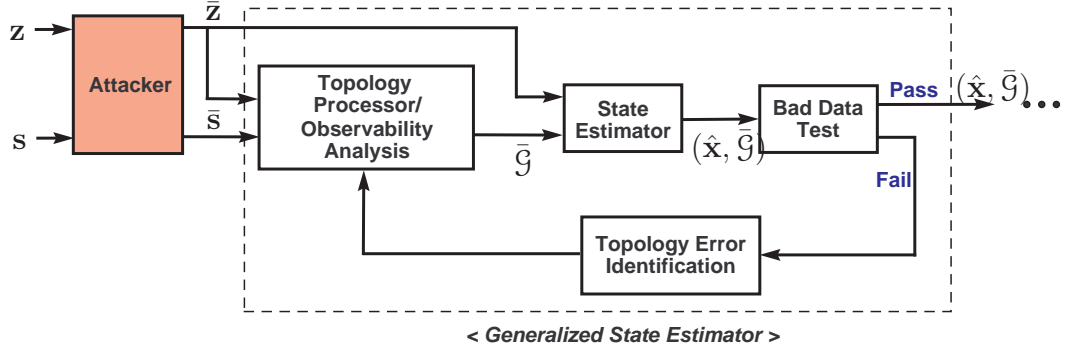 z
s
Attacker
z̄
s̄
Topology
Processor/
Observability
Analysis
𝒢̄
State
Estimator
(x̂, 𝒢̄)
Bad Data
Test
Pass
(x̂, 𝒢̄)
Fail
Topology Error
Identification
< Generalized State Estimator >